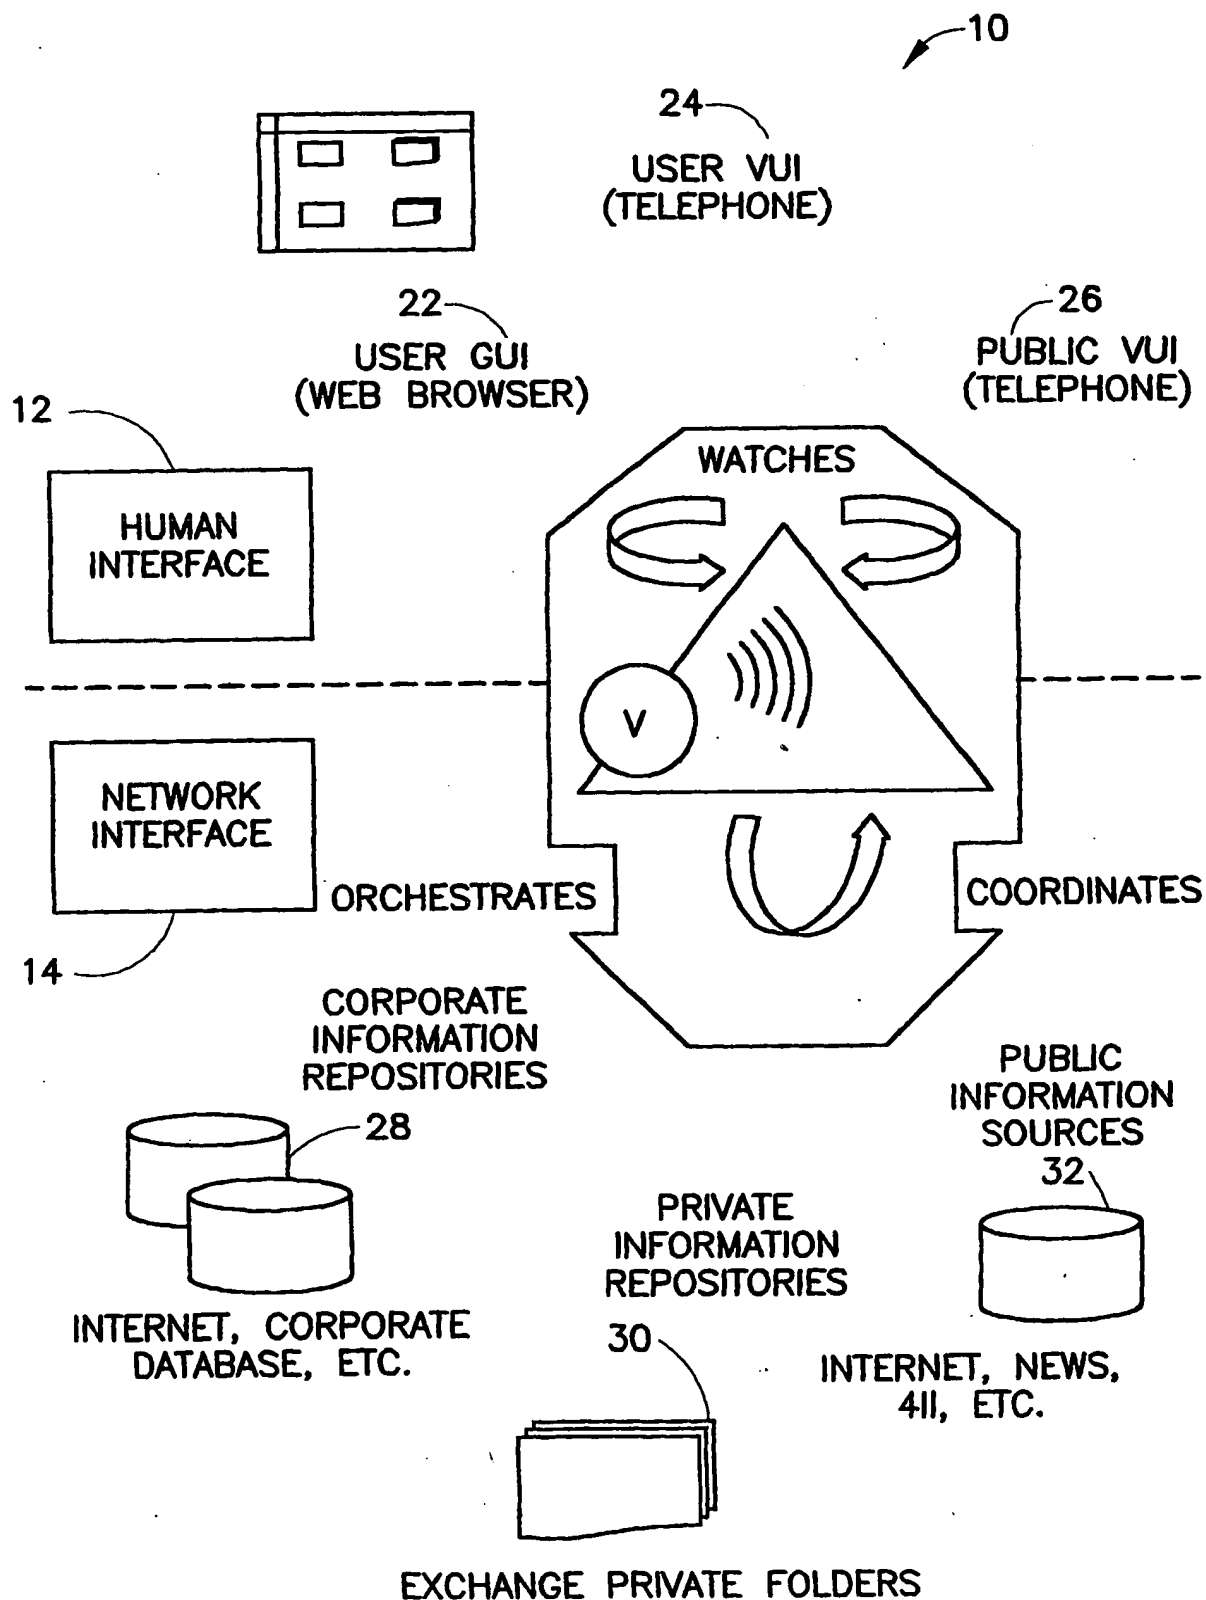 10
24
USER VUI
(TELEPHONE)
22
USER GUI
(WEB BROWSER)
26
PUBLIC VUI
(TELEPHONE)
12
HUMAN
INTERFACE
WATCHES
V
NETWORK
INTERFACE
14
ORCHESTRATES
COORDINATES
CORPORATE
INFORMATION
REPOSITORIES
28
INTERNET, CORPORATE
DATABASE, ETC.
PUBLIC
INFORMATION
SOURCES
32
PRIVATE
INFORMATION
REPOSITORIES
30
INTERNET, NEWS,
411, ETC.
EXCHANGE PRIVATE FOLDERS